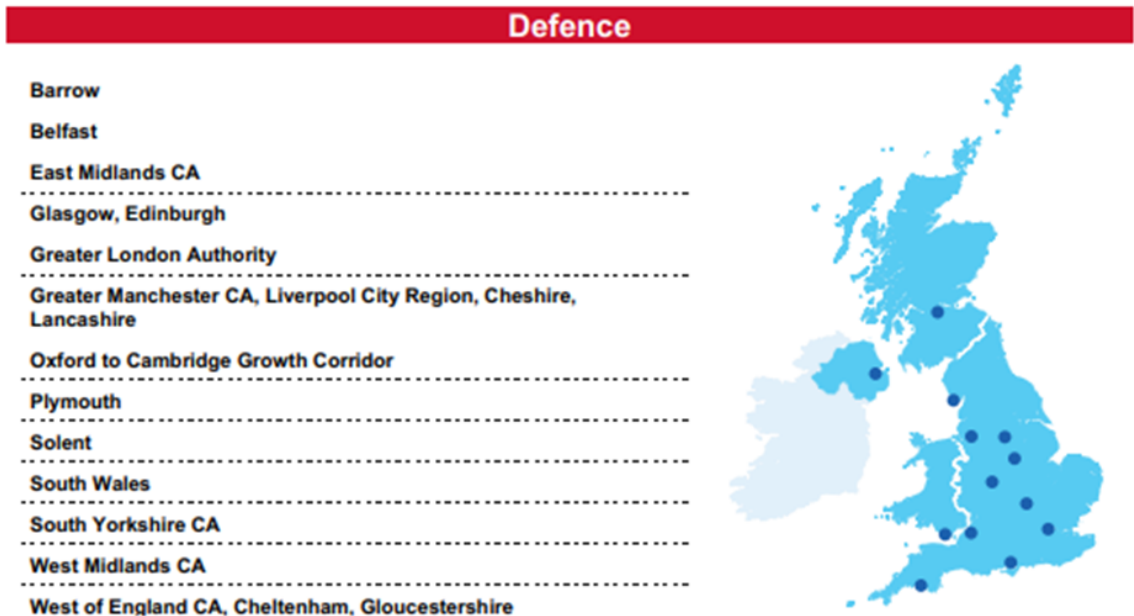 Defence
Barrow
Belfast
East Midlands CA
Glasgow, Edinburgh
Greater London Authority
Greater Manchester CA, Liverpool City Region, Cheshire,
Lancashire
Oxford to Cambridge Growth Corridor
Plymouth
Solent
South Wales
South Yorkshire CA
West Midlands CA
West of England CA, Cheltenham, Gloucestershire